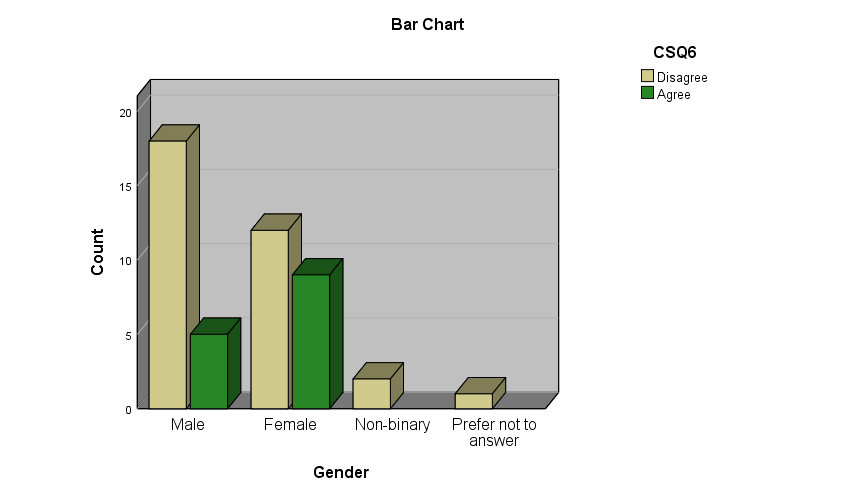 Bar Chart
CSQ6
Disagree
Agree
20
15
10
5
0
Count
Male
Female
Non-binary
Prefer not to
answer
Gender